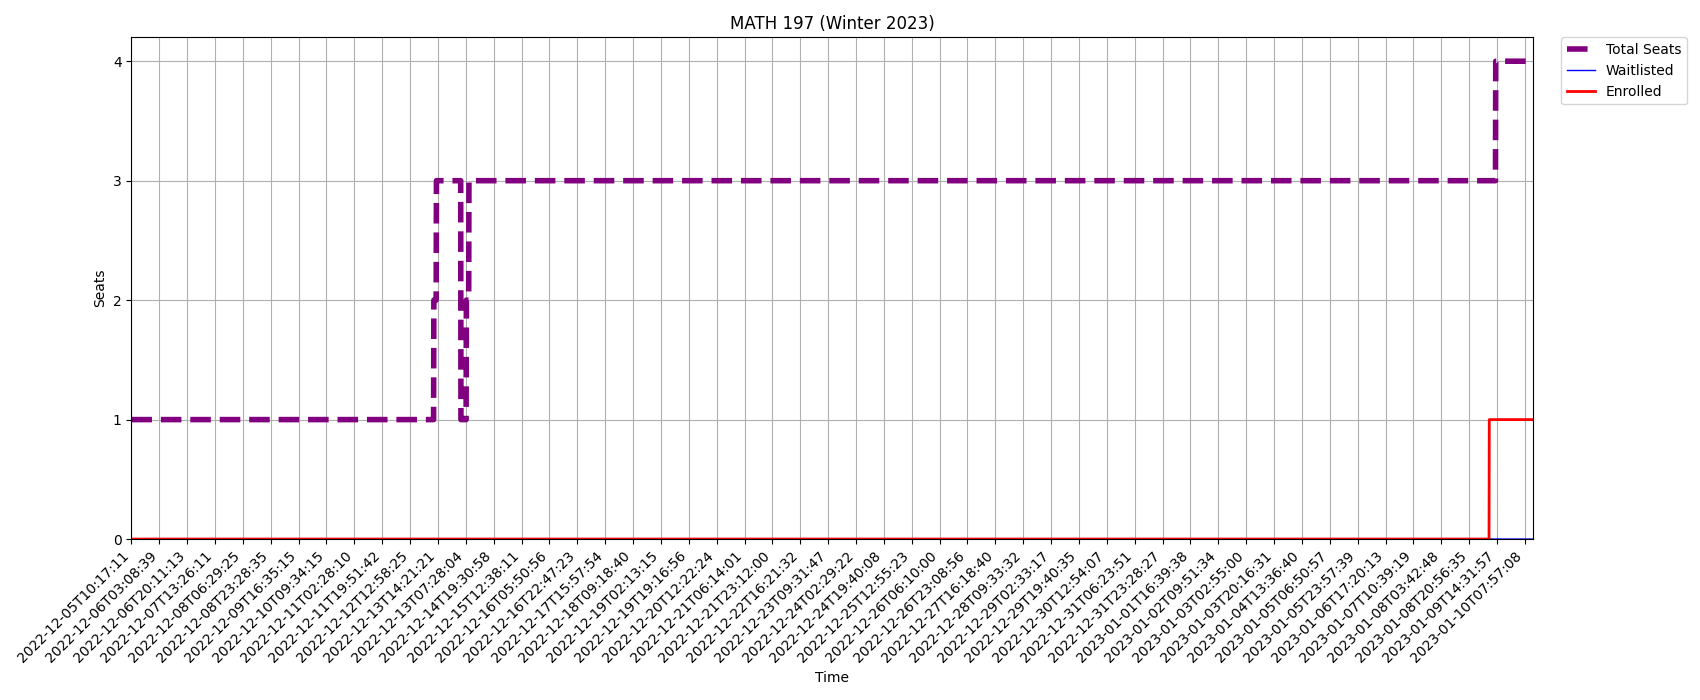 MATH 197 (Winter 2023)
Total Seats
Waitlisted
Enrolled
Seats
4
3
2
1
0
2022-12-05T10:17:11
2022-12-06T03:08:39
2022-12-06T20:11:13
2022-12-07T13:26:11
2022-12-08T06:29:25
2022-12-08T23:28:35
2022-12-09T16:35:15
2022-12-10T09:34:15
2022-12-11T02:28:10
2022-12-11T19:51:42
2022-12-12T12:58:25
2022-12-13T14:21:21
2022-12-13T07:28:04
2022-12-14T19:30:58
2022-12-15T12:38:11
2022-12-16T05:50:56
2022-12-16T22:47:23
2022-12-17T15:57:54
2022-12-18T09:18:40
2022-12-19T02:13:15
2022-12-19T19:16:56
2022-12-20T12:22:24
2022-12-21T06:14:01
2022-12-21T23:12:00
2022-12-22T16:21:32
2022-12-23T09:31:47
2022-12-24T02:29:22
2022-12-24T19:40:08
2022-12-25T12:55:23
2022-12-26T06:10:00
2022-12-26T23:08:56
2022-12-27T16:18:40
2022-12-28T09:33:32
2022-12-29T02:33:17
2022-12-29T19:40:35
2022-12-30T12:54:07
2022-12-31T06:23:51
2022-12-31T23:28:27
2023-01-01T16:39:38
2023-01-02T09:51:34
2023-01-03T02:55:00
2023-01-03T20:16:31
2023-01-04T13:36:40
2023-01-05T06:50:57
2023-01-05T23:57:39
2023-01-06T17:20:13
2023-01-07T10:39:19
2023-01-08T03:42:48
2023-01-08T20:56:35
2023-01-09T14:31:57
2023-01-10T07:57:08
Time